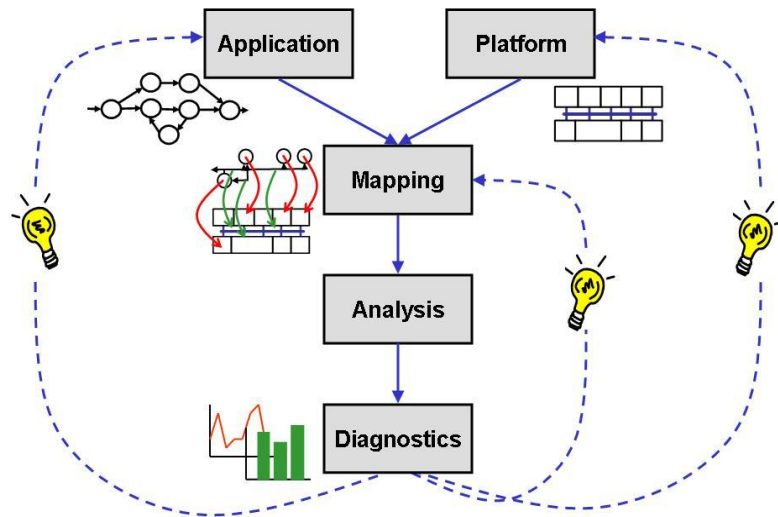 Application
Platform
Mapping
Analysis
Diagnostics